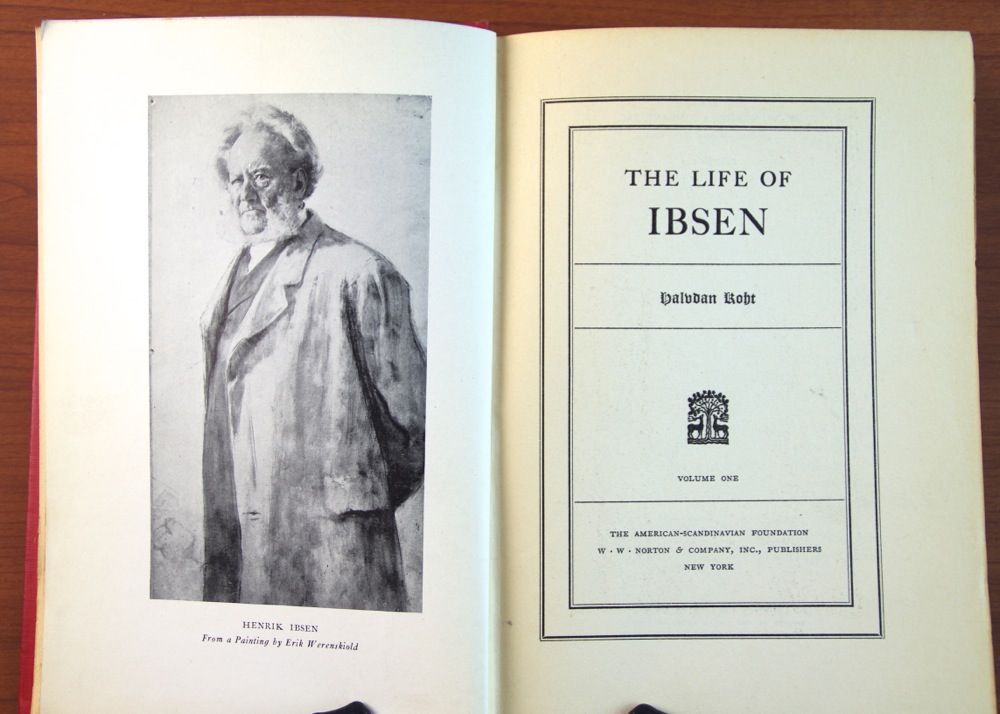 HENRIK IBSEN
From a Painting by Erik Werenskiold
THE LIFE OF
IBSEN
Halvdan Koht
VOLUME ONE
THE AMERICAN-SCANDINAVIAN FOUNDATION
W · W · NORTON & COMPANY, INC., PUBLISHERS
NEW YORK